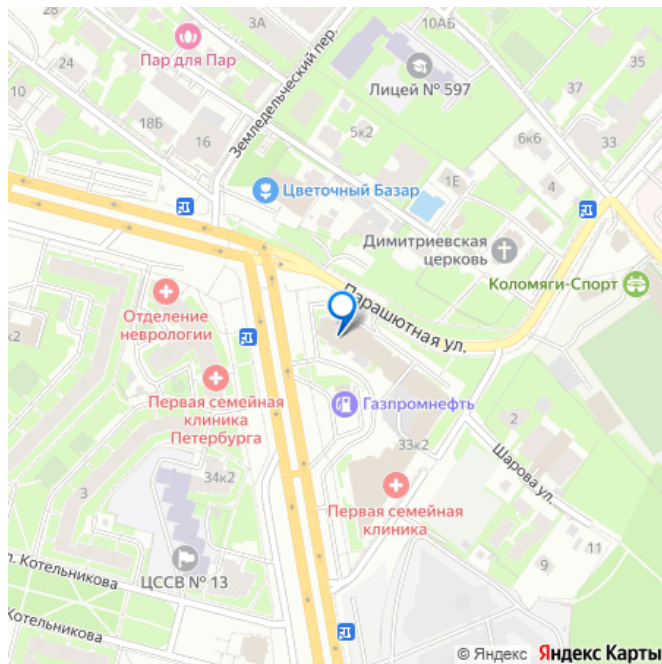 3А
10АБ
24
Пар для Пар
Земледельческий пер.
Лицей № 597
35
37
10
18Б
16
5к2
6к6
33
1Е
4
Цветочный Базар
Димитриевская
церковь
Коломяги-Спорт
Парашютная ул.
Отделение
неврологии
к2
Первая семейная
клиника
Петербурга
Газпромнефть
2
33к2
Шарова ул.
34к2
3
Первая семейная
клиника
11
9
ЦССВ № 13
л. Котельникова
Котельникова
© Яндекс Яндекс Карты